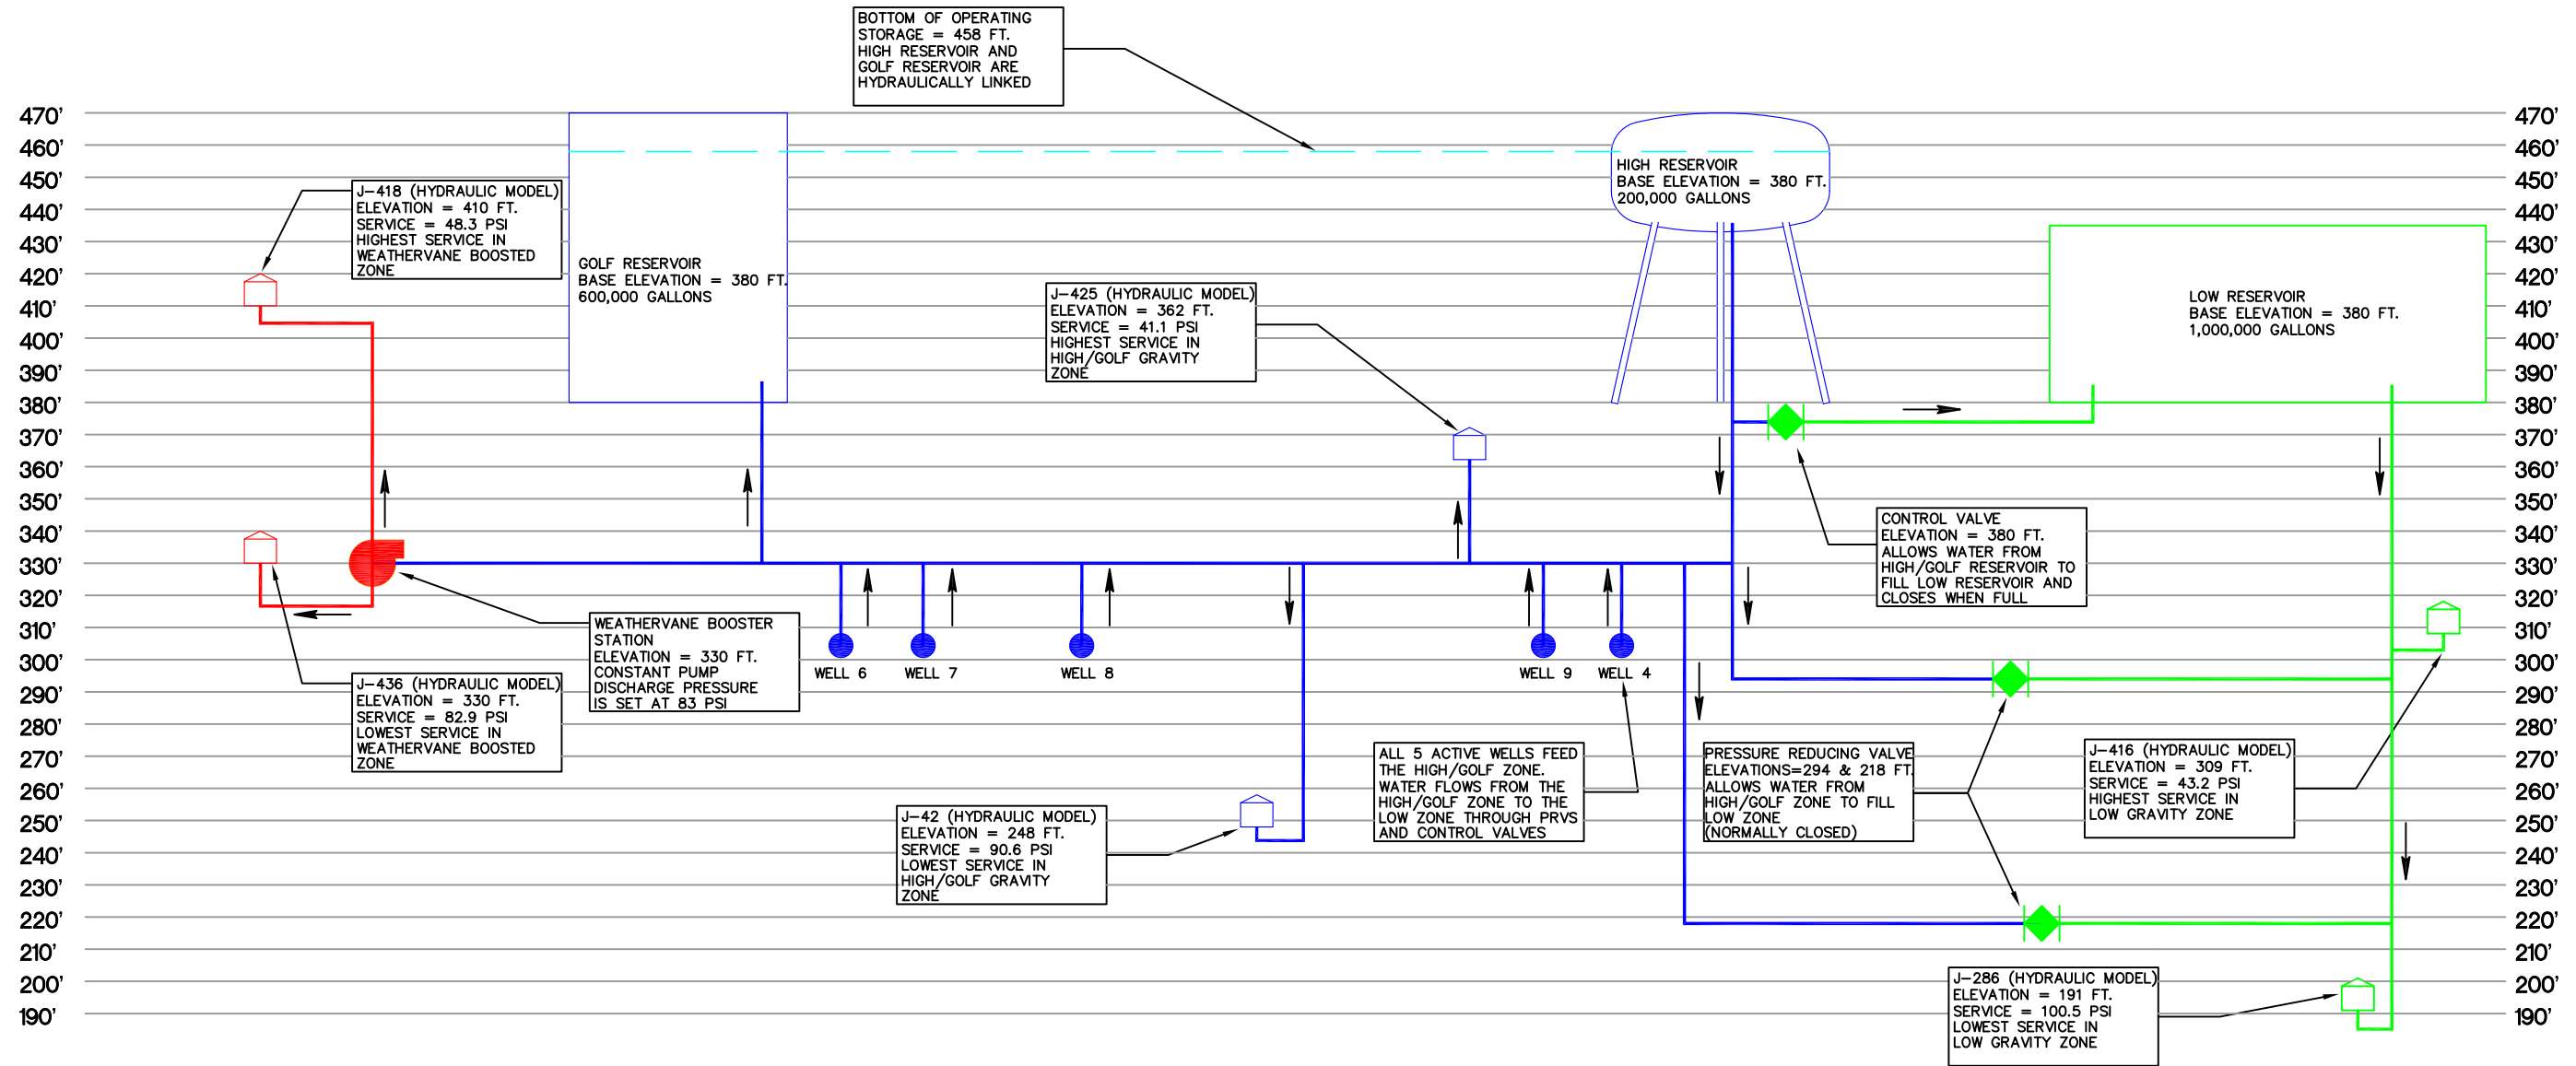 BOTTOM OF OPERATING
STORAGE = 458 FT.
HIGH RESERVOIR AND
GOLF RESERVOIR ARE
HYDRAULICALLY LINKED
470'
460'
450'
440'
430'
420'
410'
400'
390'
380'
370'
360'
350'
340'
330'
320'
310'
300'
290'
280'
270'
260'
250'
240'
230'
220'
210'
200'
190'
J-418 (HYDRAULIC MODEL)
ELEVATION = 410 FT.
SERVICE = 48.3 PSI
HIGHEST SERVICE IN
WEATHERVANE BOOSTED
ZONE
GOLF RESERVOIR
BASE ELEVATION = 380 FT.
600,000 GALLONS
J-425 (HYDRAULIC MODEL)
ELEVATION = 362 FT.
SERVICE = 41.1 PSI
HIGHEST SERVICE IN
HIGH/GOLF GRAVITY
ZONE
HIGH RESERVOIR
BASE ELEVATION = 380 FT.
200,000 GALLONS
LOW RESERVOIR
BASE ELEVATION = 380 FT.
1,000,000 GALLONS
CONTROL VALVE
ELEVATION = 380 FT.
ALLOWS WATER FROM
HIGH/GOLF RESERVOIR TO
FILL LOW RESERVOIR AND
CLOSES WHEN FULL
WEATHERVANE BOOSTER
STATION
ELEVATION = 330 FT.
CONSTANT PUMP
DISCHARGE PRESSURE
IS SET AT 83 PSI
J-436 (HYDRAULIC MODEL)
ELEVATION = 330 FT.
SERVICE = 82.9 PSI
LOWEST SERVICE IN
WEATHERVANE BOOSTED
ZONE
WELL 6
WELL 7
WELL 8
WELL 9
WELL 4
J-42 (HYDRAULIC MODEL)
ELEVATION = 248 FT.
SERVICE = 90.6 PSI
LOWEST SERVICE IN
HIGH/GOLF GRAVITY
ZONE
ALL 5 ACTIVE WELLS FEED
THE HIGH/GOLF ZONE.
WATER FLOWS FROM THE
HIGH/GOLF ZONE TO THE
LOW ZONE THROUGH PRVS
AND CONTROL VALVES
PRESSURE REDUCING VALVE
ELEVATIONS=294 & 218 FT.
ALLOWS WATER FROM
HIGH/GOLF ZONE TO FILL
LOW ZONE
(NORMALLY CLOSED)
J-416 (HYDRAULIC MODEL)
ELEVATION = 309 FT.
SERVICE = 43.2 PSI
HIGHEST SERVICE IN
LOW GRAVITY ZONE
J-286 (HYDRAULIC MODEL)
ELEVATION = 191 FT.
SERVICE = 100.5 PSI
LOWEST SERVICE IN
LOW GRAVITY ZONE
470'
460'
450'
440'
430'
420'
410'
400'
390'
380'
370'
360'
350'
340'
330'
320'
310'
300'
290'
280'
270'
260'
250'
240'
230'
220'
210'
200'
190'